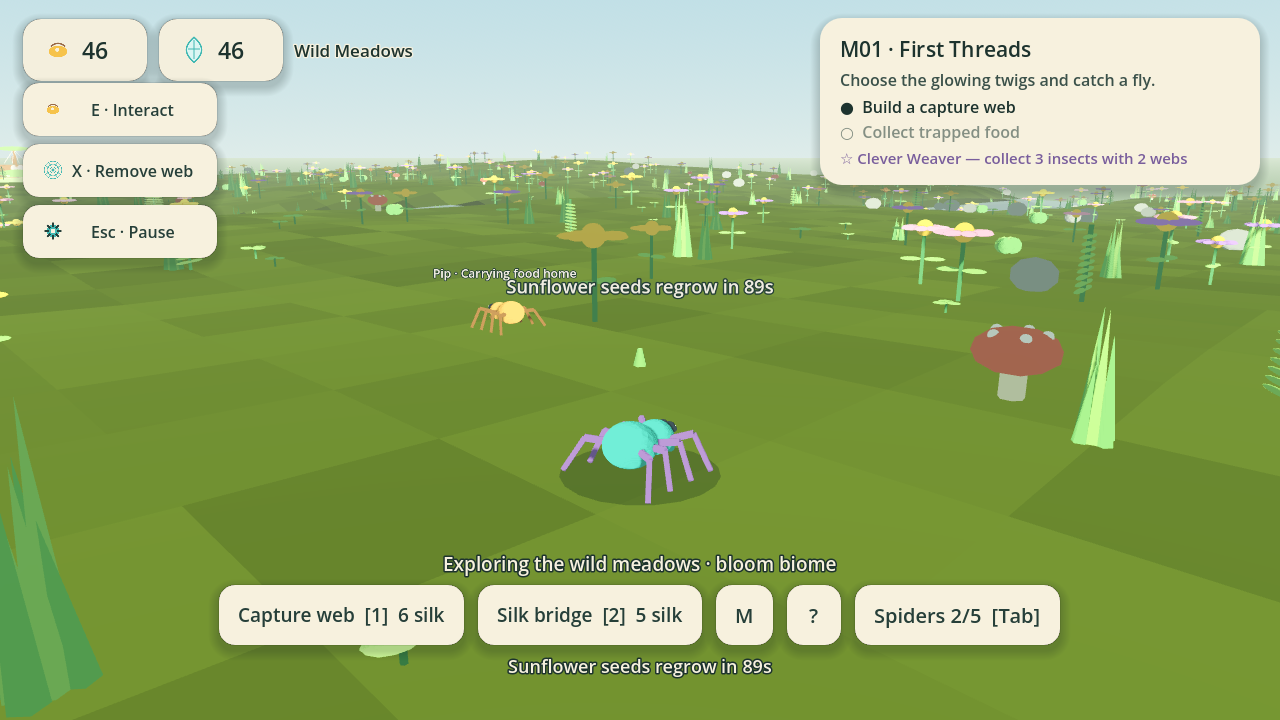 46
46
Wild Meadows
E · Interact
X · Remove web
Esc · Pause
M01 · First Threads
Choose the glowing twigs and catch a fly.
● Build a capture web
○ Collect trapped food
☆ Clever Weaver — collect 3 insects with 2 webs
Pip · Carrying food home
Sunflower seeds regrow in 89s
Exploring the wild meadows · bloom biome
Capture web [1] 6 silk
Silk bridge [2] 5 silk
M
?
Spiders 2/5 [Tab]
Sunflower seeds regrow in 89s